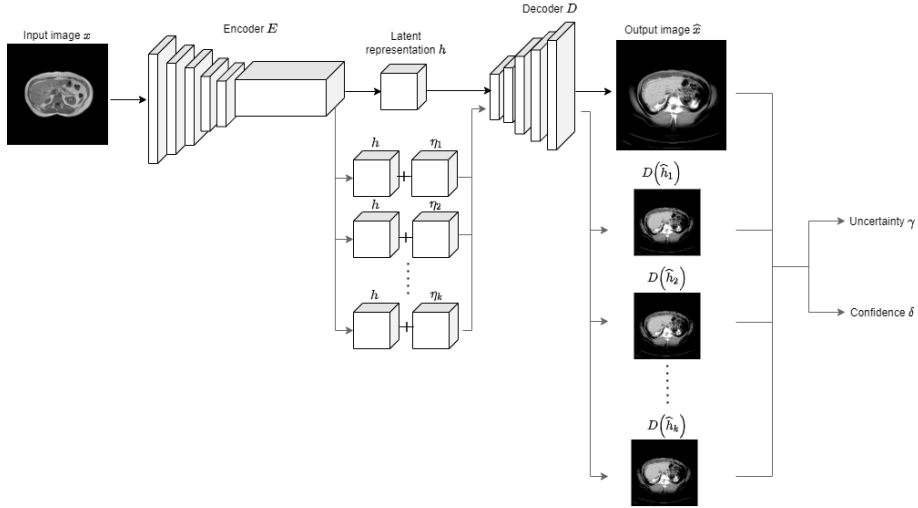 Decoder D
Encoder E
Input image x
Latent
representation h
Output image x̂
h
η₁
D(ĥ₁)
h
η₂
Uncertainty γ
D(ĥ₂)
h
ηₖ
Confidence δ
D(ĥₖ)